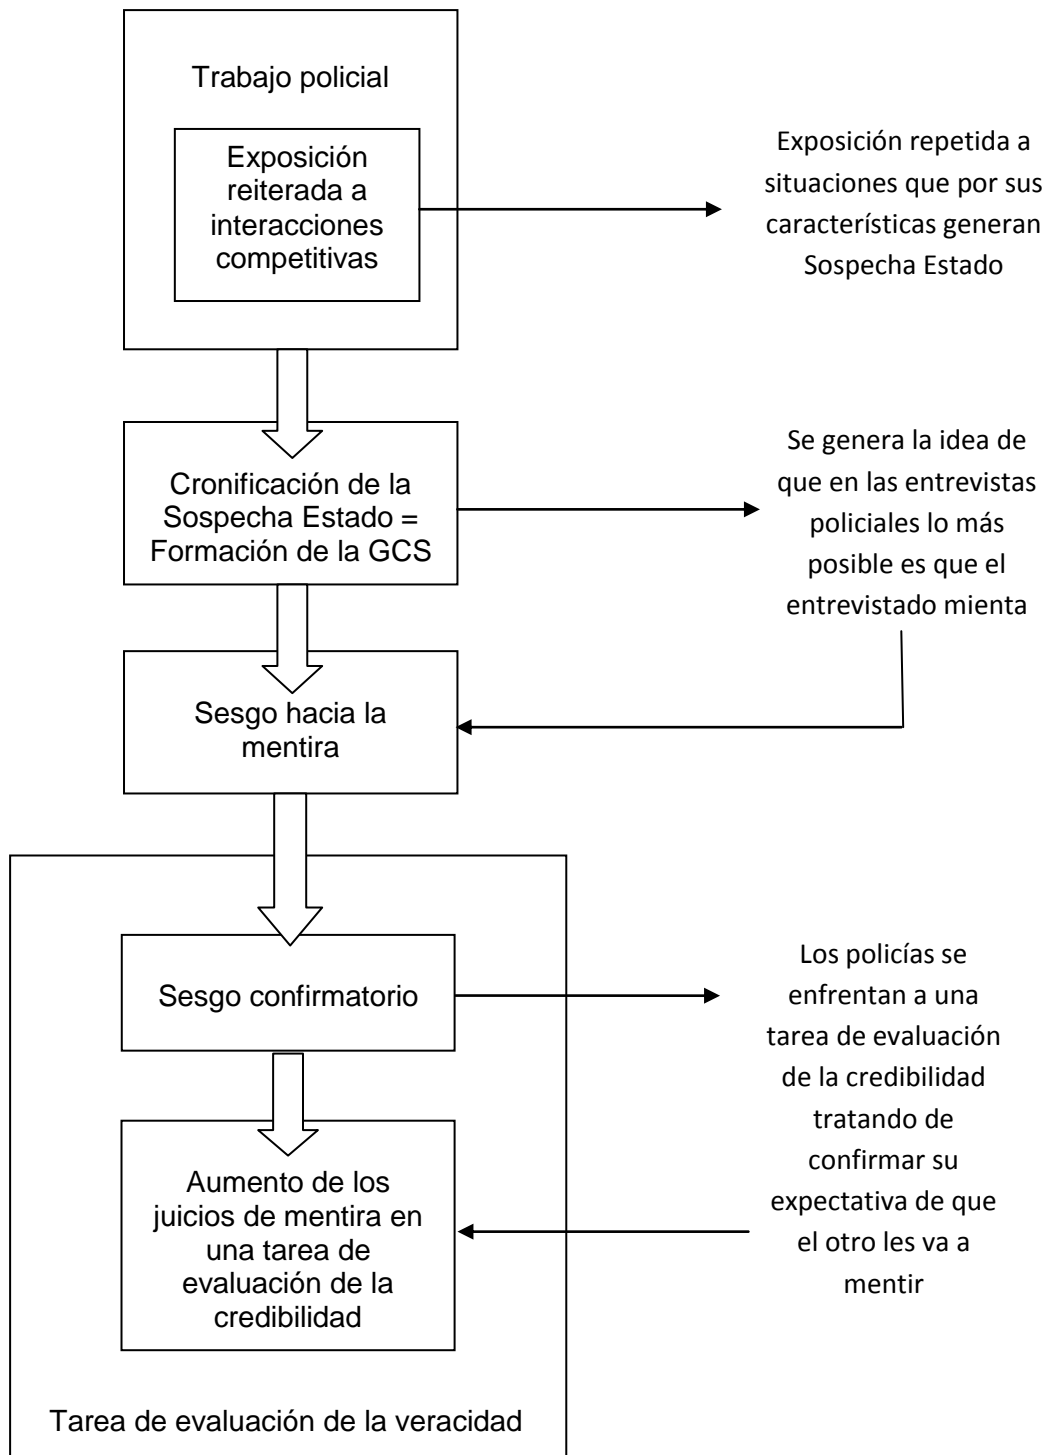 Trabajo policial
Exposición
reiterada a
interacciones
competitivas
Exposición repetida a
situaciones que por sus
características generan
Sospecha Estado
Cronificación de la
Sospecha Estado =
Formación de la GCS
Se genera la idea de
que en las entrevistas
policiales lo más
posible es que el
entrevistado mienta
Sesgo hacia la
mentira
Sesgo confirmatorio
Los policías se
enfrentan a una
tarea de evaluación
de la credibilidad
tratando de
confirmar su
expectativa de que
el otro les va a
mentir
Aumento de los
juicios de mentira en
una tarea de
evaluación de la
credibilidad
Tarea de evaluación de la veracidad